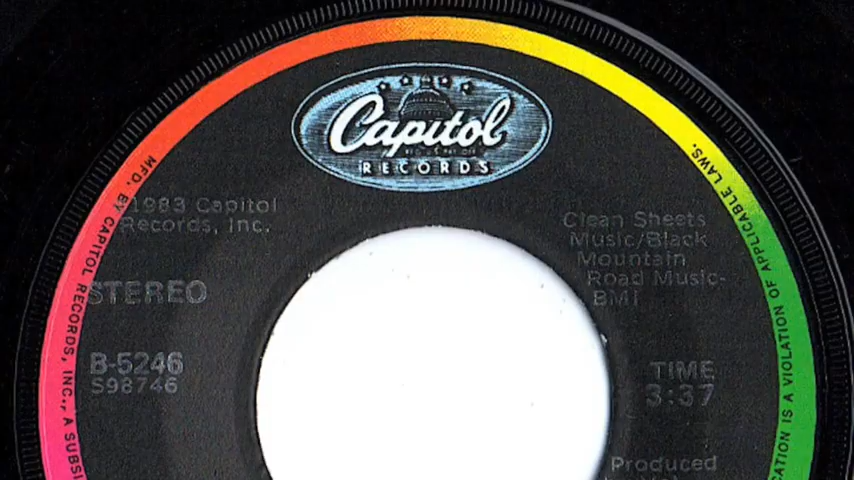 Capitol
RECORDS
MFD. BY CAPITOL RECORDS, INC., A SUBSI
CATION IS A VIOLATION OF APPLICABLE LAWS.
1983 Capitol
Records, Inc.
STEREO
B-5246
S98746
Clean Sheets
Music/Black
Mountain
Road Music-
BMI
TIME
3:37
Produced